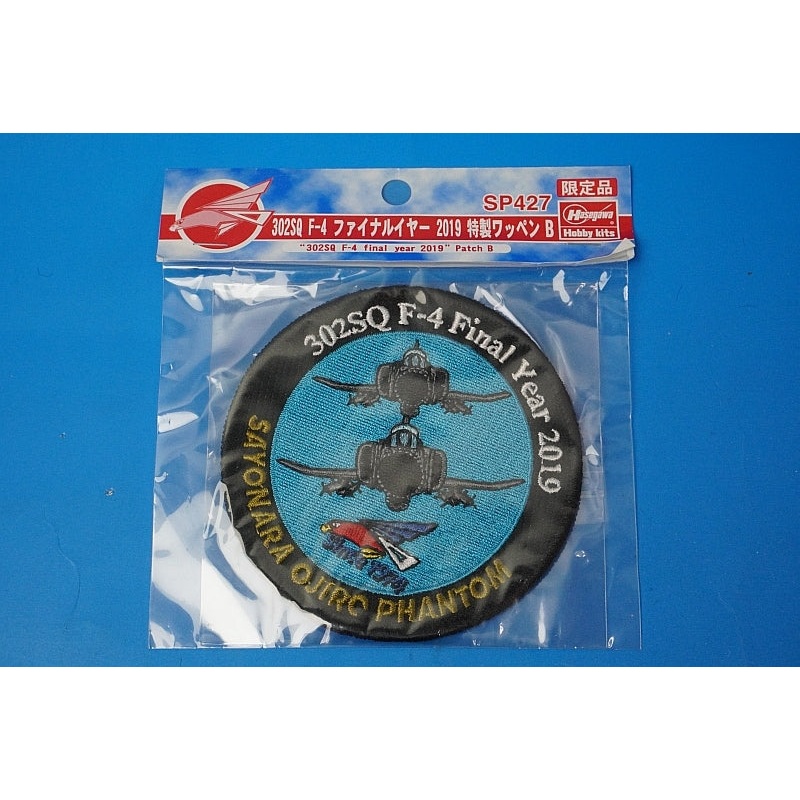 SP427
限定品
Hasegawa
Hobby kits
302SQ F-4 ファイナルイヤー 2019 特製ワッペン B
"302SQ F-4 final year 2019" Patch B
302SQ F-4 Final Year 2019
Since 1974
SAYONARA OJIRO PHANTOM